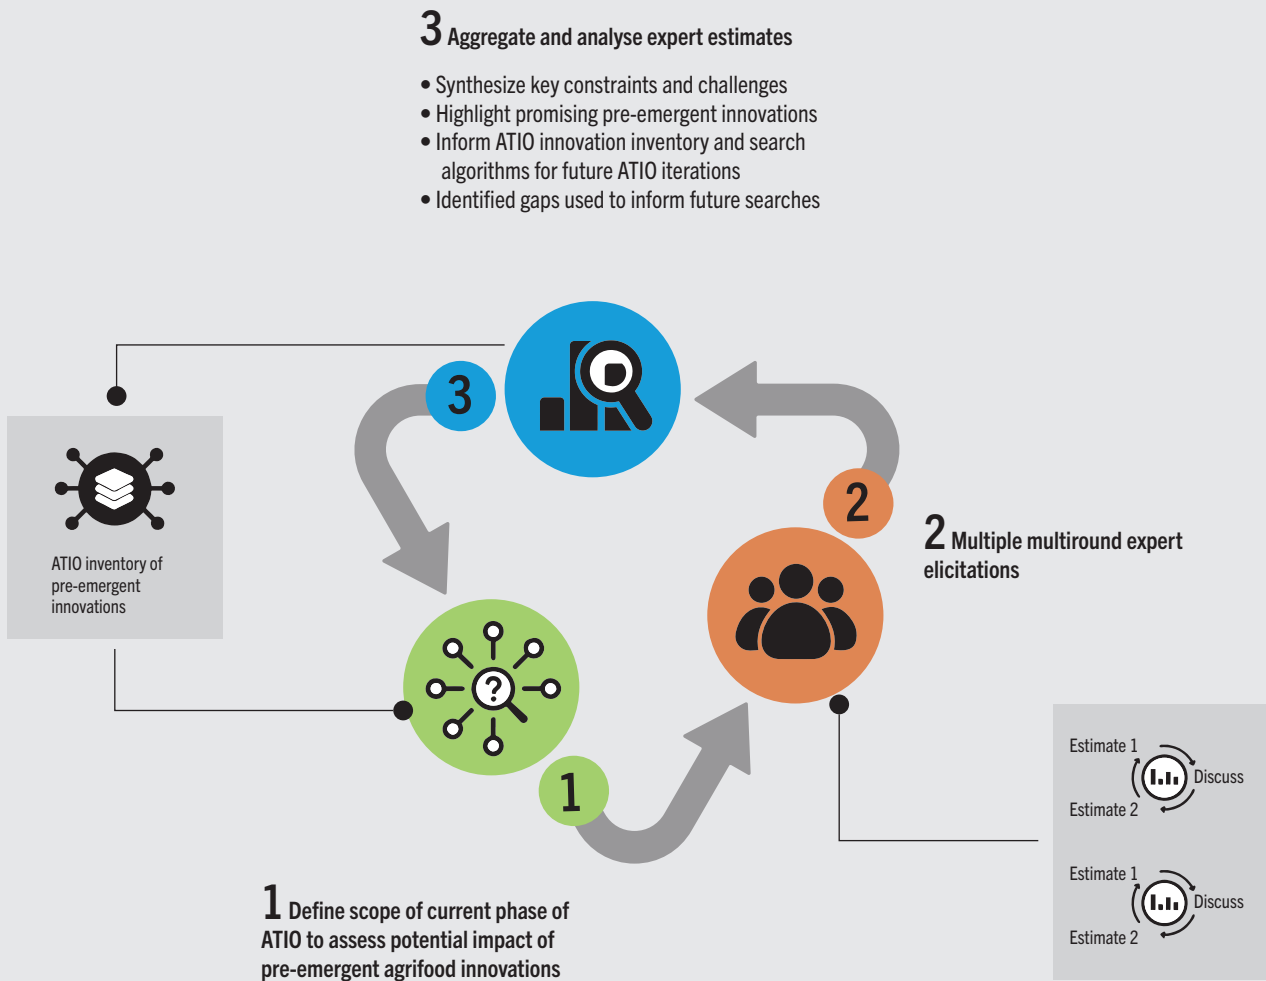 3 Aggregate and analyse expert estimates
• Synthesize key constraints and challenges
• Highlight promising pre-emergent innovations
• Inform ATIO innovation inventory and search
algorithms for future ATIO iterations
• Identified gaps used to inform future searches
3
2
2 Multiple multiround expert
elicitations
ATIO inventory of
pre-emergent
innovations
?
1
1 Define scope of current phase of
ATIO to assess potential impact of
pre-emergent agrifood innovations
Estimate 1
Discuss
Estimate 2
Estimate 1
Discuss
Estimate 2